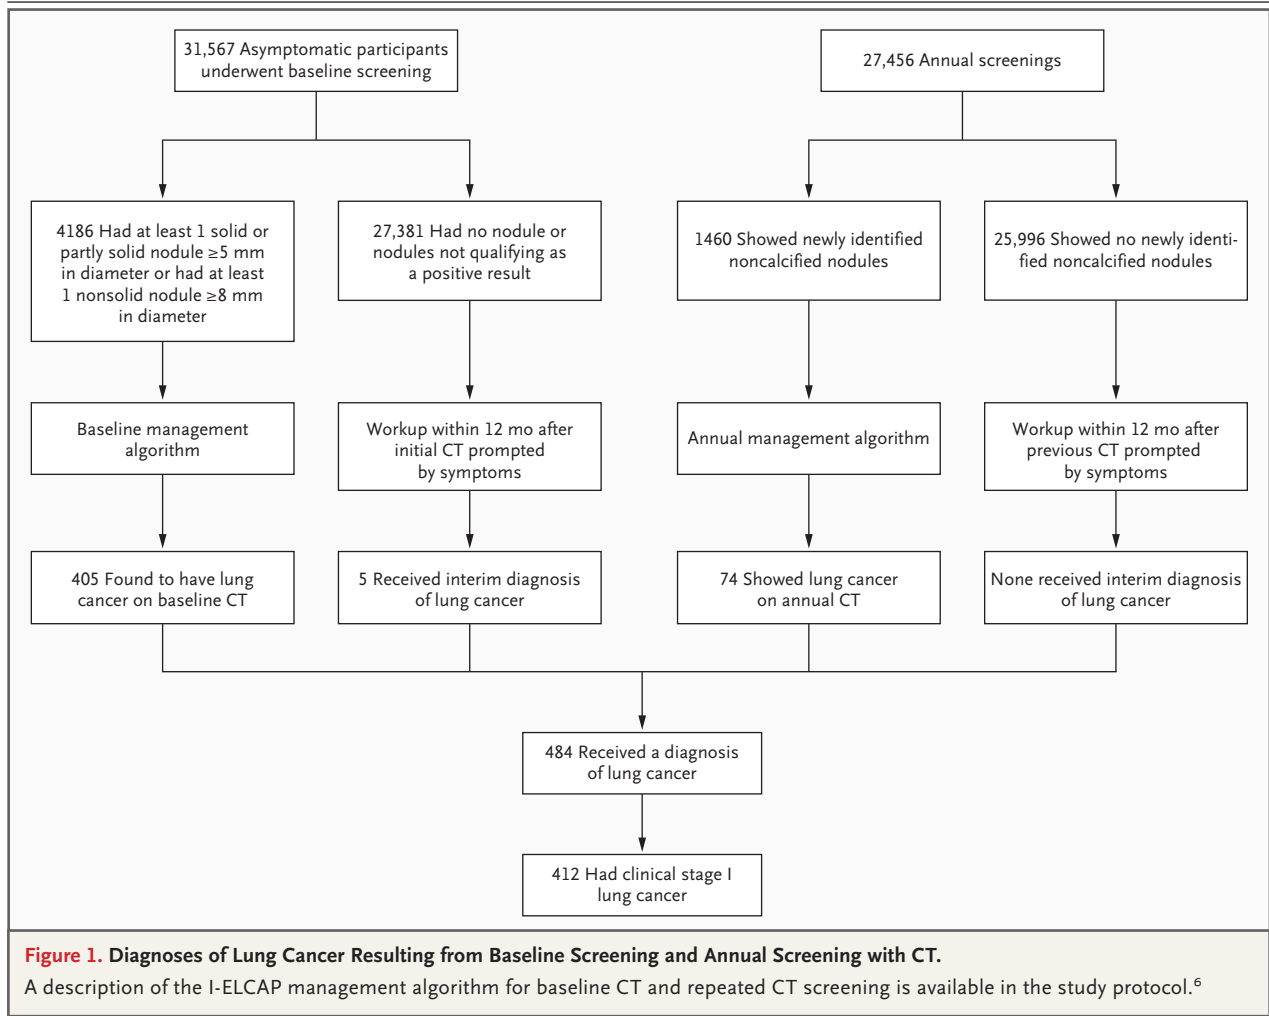 31,567 Asymptomatic participants
underwent baseline screening
27,456 Annual screenings
4186 Had at least 1 solid or
partly solid nodule ≥5 mm
in diameter or had at least
1 nonsolid nodule ≥8 mm
in diameter
27,381 Had no nodule or
nodules not qualifying as
a positive result
1460 Showed newly identified
noncalcified nodules
25,996 Showed no newly identi-
fied noncalcified nodules
Baseline management
algorithm
Workup within 12 mo after
initial CT prompted
by symptoms
Annual management algorithm
Workup within 12 mo after
previous CT prompted
by symptoms
405 Found to have lung
cancer on baseline CT
5 Received interim diagnosis
of lung cancer
74 Showed lung cancer
on annual CT
None received interim diagnosis
of lung cancer
484 Received a diagnosis
of lung cancer
412 Had clinical stage I
lung cancer
Figure 1. Diagnoses of Lung Cancer Resulting from Baseline Screening and Annual Screening with CT.
A description of the I-ELCAP management algorithm for baseline CT and repeated CT screening is available in the study protocol.⁶